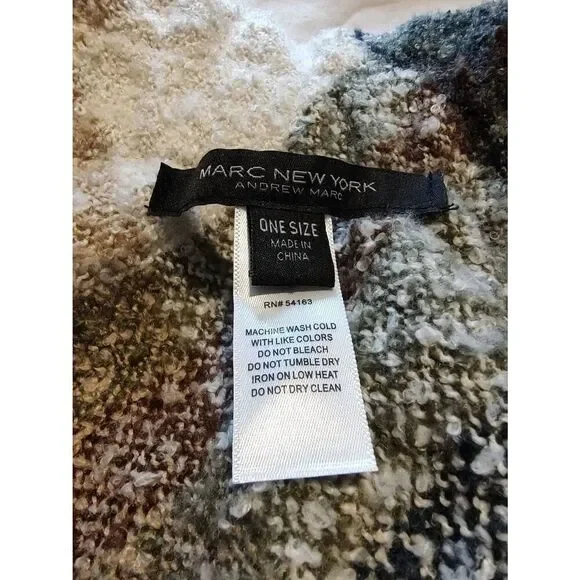 MARC NEW YORK
ANDREW MARC
ONE SIZE
MADE IN
CHINA
RN# 54163
MACHINE WASH COLD
WITH LIKE COLORS
DO NOT BLEACH
DO NOT TUMBLE DRY
IRON ON LOW HEAT
DO NOT DRY CLEAN